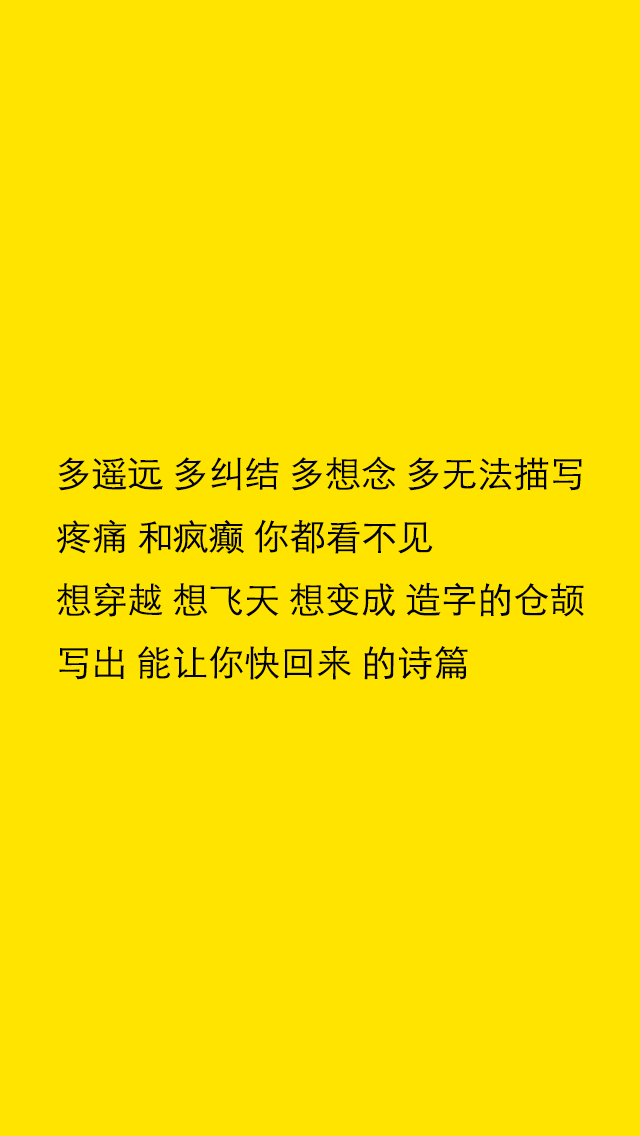 多遥远 多纠结 多想念 多无法描写
疼痛 和疯癫 你都看不见
想穿越 想飞天 想变成 造字的仓颉
写出 能让你快回来 的诗篇